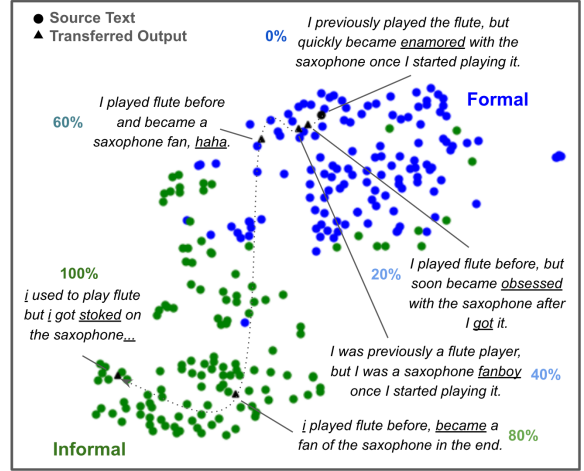 Source Text
Transferred Output
0%
I previously played the flute, but
quickly became enamored with the
saxophone once I started playing it.
Formal
60%
I played flute before
and became a
saxophone fan, haha.
100%
i used to play flute
but i got stoked on
the saxophone...
20%
I played flute before, but
soon became obsessed
with the saxophone after
I got it.
I was previously a flute player,
but I was a saxophone fanboy
once I started playing it.
40%
i played flute before, became a
fan of the saxophone in the end.
80%
Informal